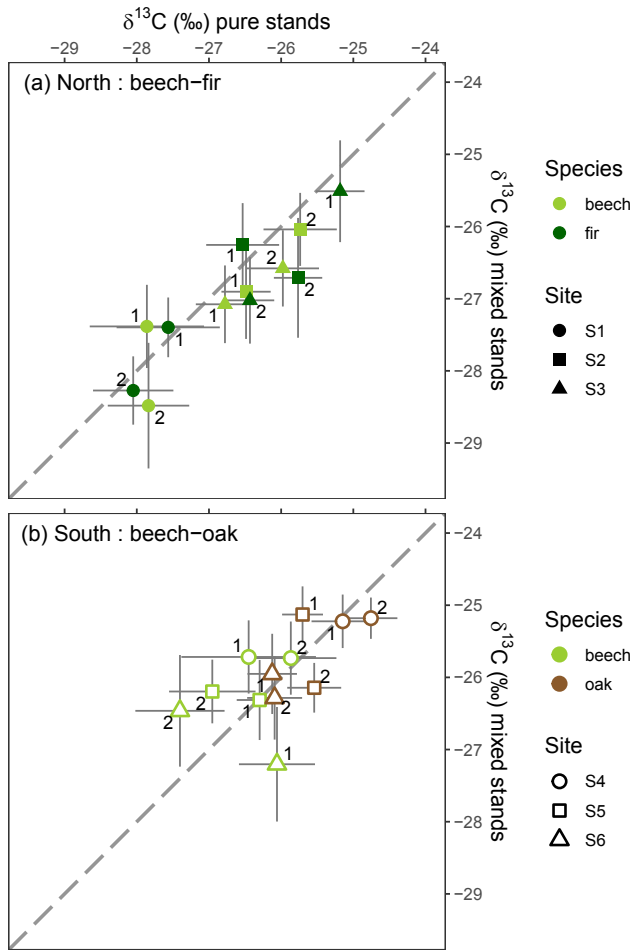 δ¹³C (‰) pure stands
−29 −28 −27 −26 −25 −24
(a) North : beech−fir
−24
−25
−26
−27
−28
−29
δ¹³C (‰) mixed stands
1
2
1
2
2
1
2
1
2
1
1
2
2
Species
beech
fir
Site
S1
S2
S3
(b) South : beech−oak
−24
−25
−26
−27
−28
−29
δ¹³C (‰) mixed stands
1
2
1
1
2
1
2
2
1
2
2
1
Species
beech
oak
Site
S4
S5
S6